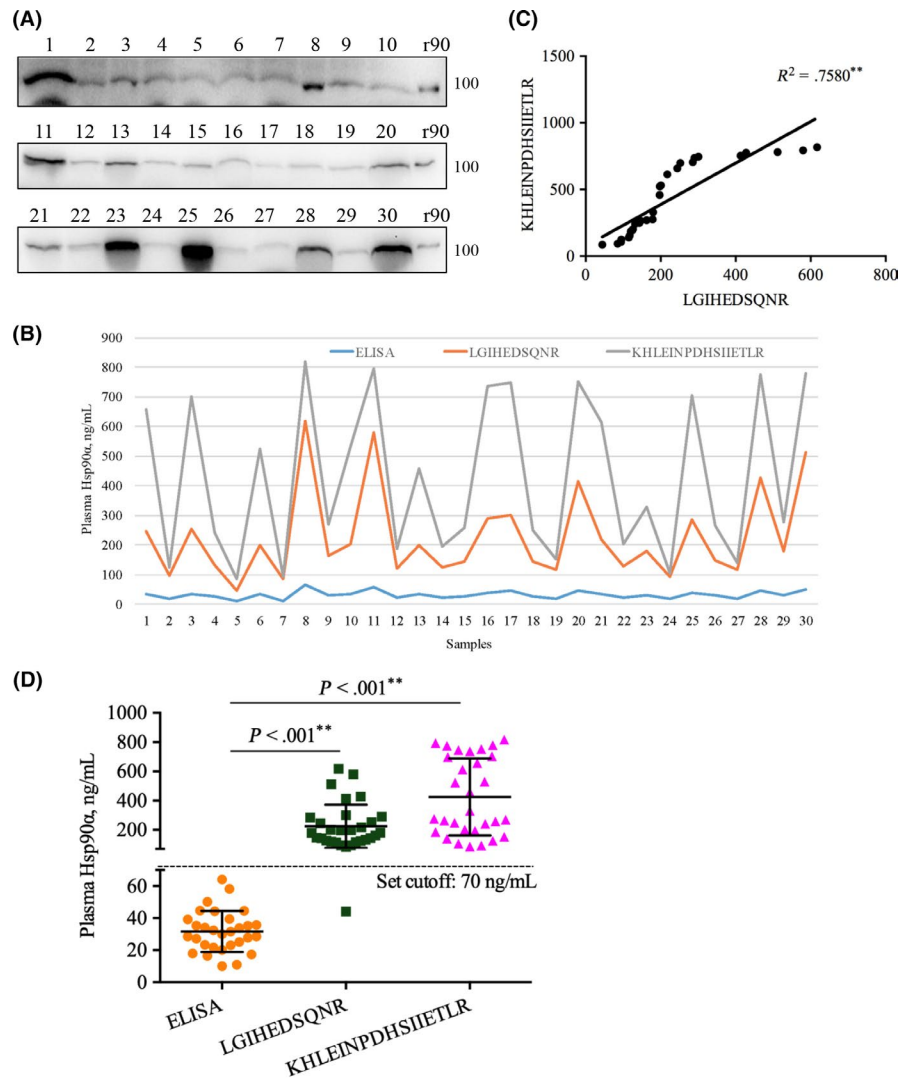 (A)
1 2 3 4 5 6 7 8 9 10 r90
100
11 12 13 14 15 16 17 18 19 20 r90
100
21 22 23 24 25 26 27 28 29 30 r90
100
(C)
R² = .7580**
KHLEINPDHSIIETLR
1500
1000
500
0
0 200 400 600 800
LGIHEDSQNR
(B)
ELISA LGIHEDSQNR KHLEINPDHSIIETLR
Plasma Hsp90α, ng/mL
900
800
700
600
500
400
300
200
100
0
1 2 3 4 5 6 7 8 9 10 11 12 13 14 15 16 17 18 19 20 21 22 23 24 25 26 27 28 29 30
Samples
(D)
P < .001**
P < .001**
Plasma Hsp90α, ng/mL
1000
800
600
400
200
60
40
20
0
Set cutoff: 70 ng/mL
ELISA
LGIHEDSQNR
KHLEINPDHSIIETLR